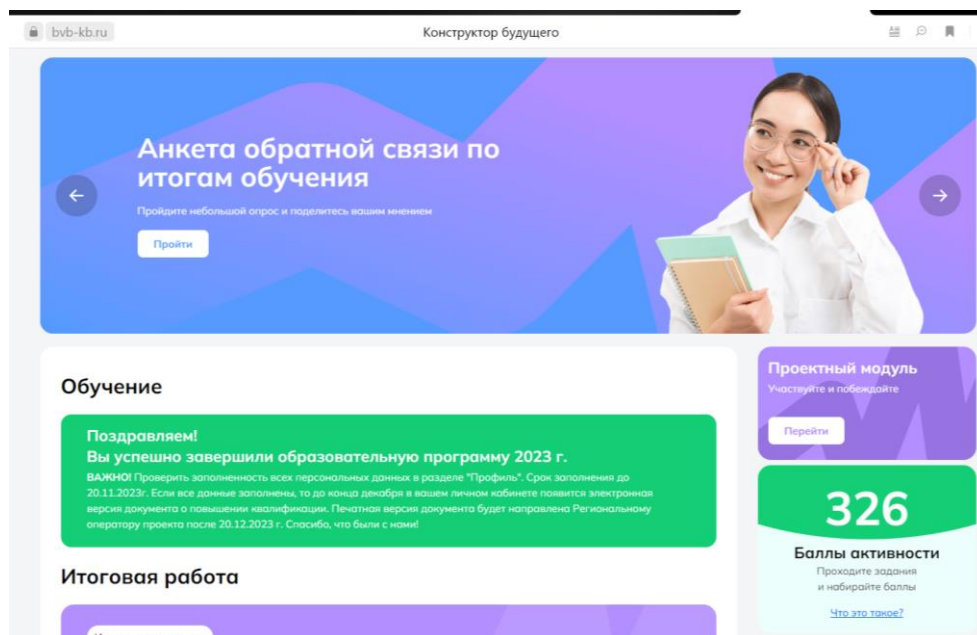 bvb-kb.ru
Конструктор будущего
Анкета обратной связи по
итогам обучения
Пройдите небольшой опрос и поделитесь вашим мнением
Пройти
Обучение
Поздравляем!
Вы успешно завершили образовательную программу 2023 г.
ВАЖНО! Проверить заполненность всех персональных данных в разделе "Профиль". Срок заполнения до
20.11.2023г. Если все данные заполнены, то до конца декабря в вашем личном кабинете появится электронная
версия документа о повышении квалификации. Печатная версия документа будет направлена Региональному
оператору проекта после 20.12.2023 г. Спасибо, что были с нами!
Итоговая работа
Проектный модуль
Участвуйте и побеждайте
Перейти
326
Баллы активности
Проходите задания
и набирайте баллы
Что это такое?